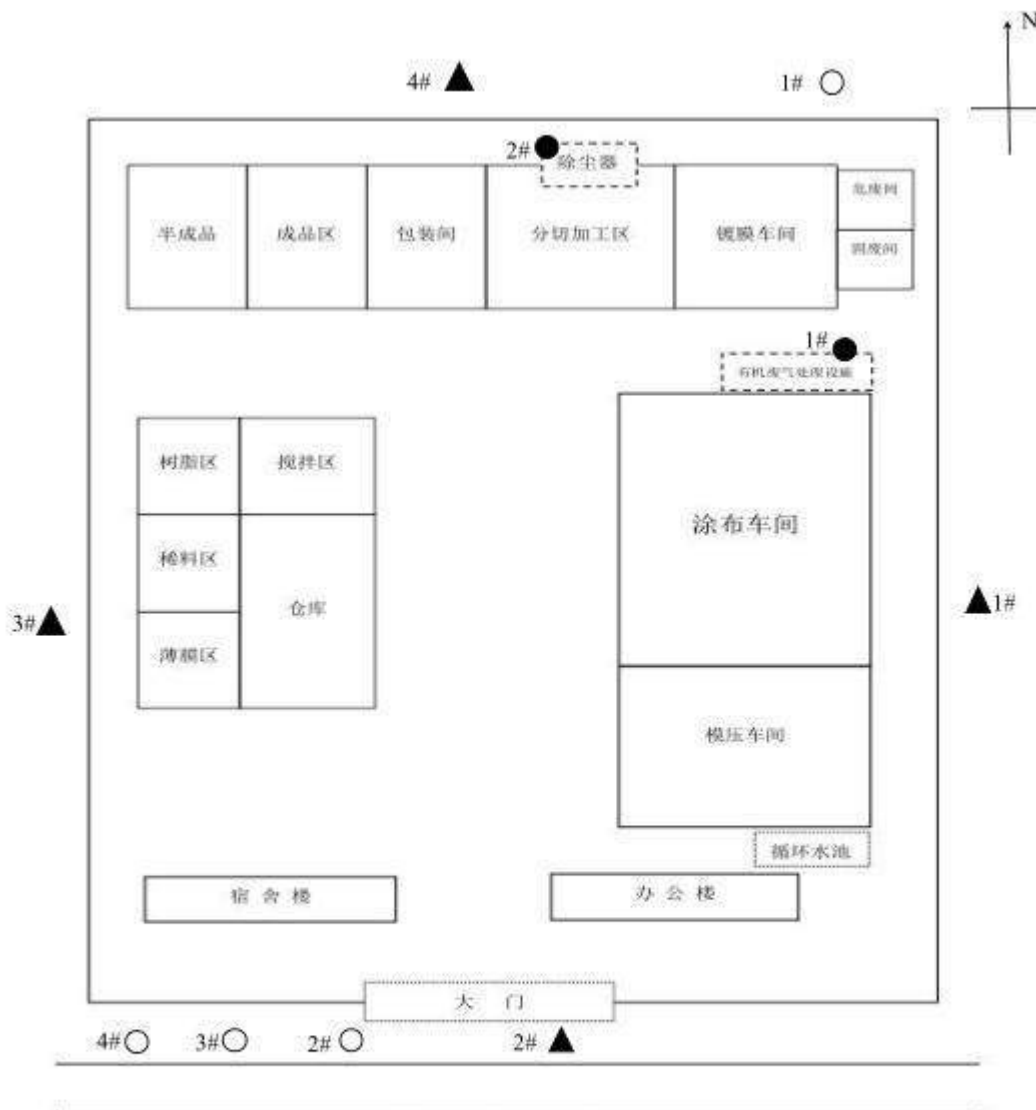 N
4#
1#
2#
除尘器
半成品
成品区
包装间
分切加工区
镀膜车间
危废间
固废间
1#
有机废气处理设施
树脂区
搅拌区
涂布车间
稀料区
仓库
3#
1#
薄膜区
模压车间
循环水池
宿舍楼
办公楼
大门
4#
3#
2#
2#